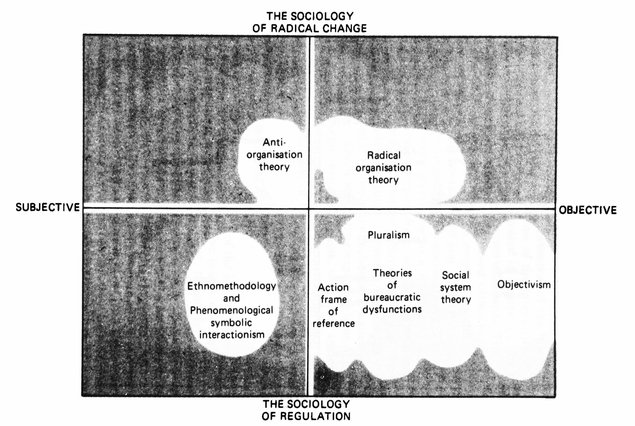 THE SOCIOLOGY
OF RADICAL CHANGE
Anti-
organisation
theory
Radical
organisation
theory
SUBJECTIVE
OBJECTIVE
Ethnomethodology
and
Phenomenological
symbolic
interactionism
Action
frame
of
reference
Pluralism
Theories
of
bureaucratic
dysfunctions
Social
system
theory
Objectivism
THE SOCIOLOGY
OF REGULATION